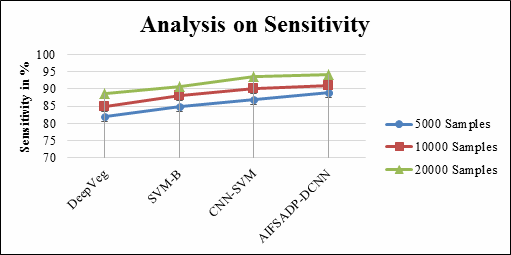 Analysis on Sensitivity
Sensitivity in %
100
95
90
85
80
75
70
DeepVeg
SVM-B
CNN-SVM
AIFSADP-DCNN
5000 Samples
10000 Samples
20000 Samples